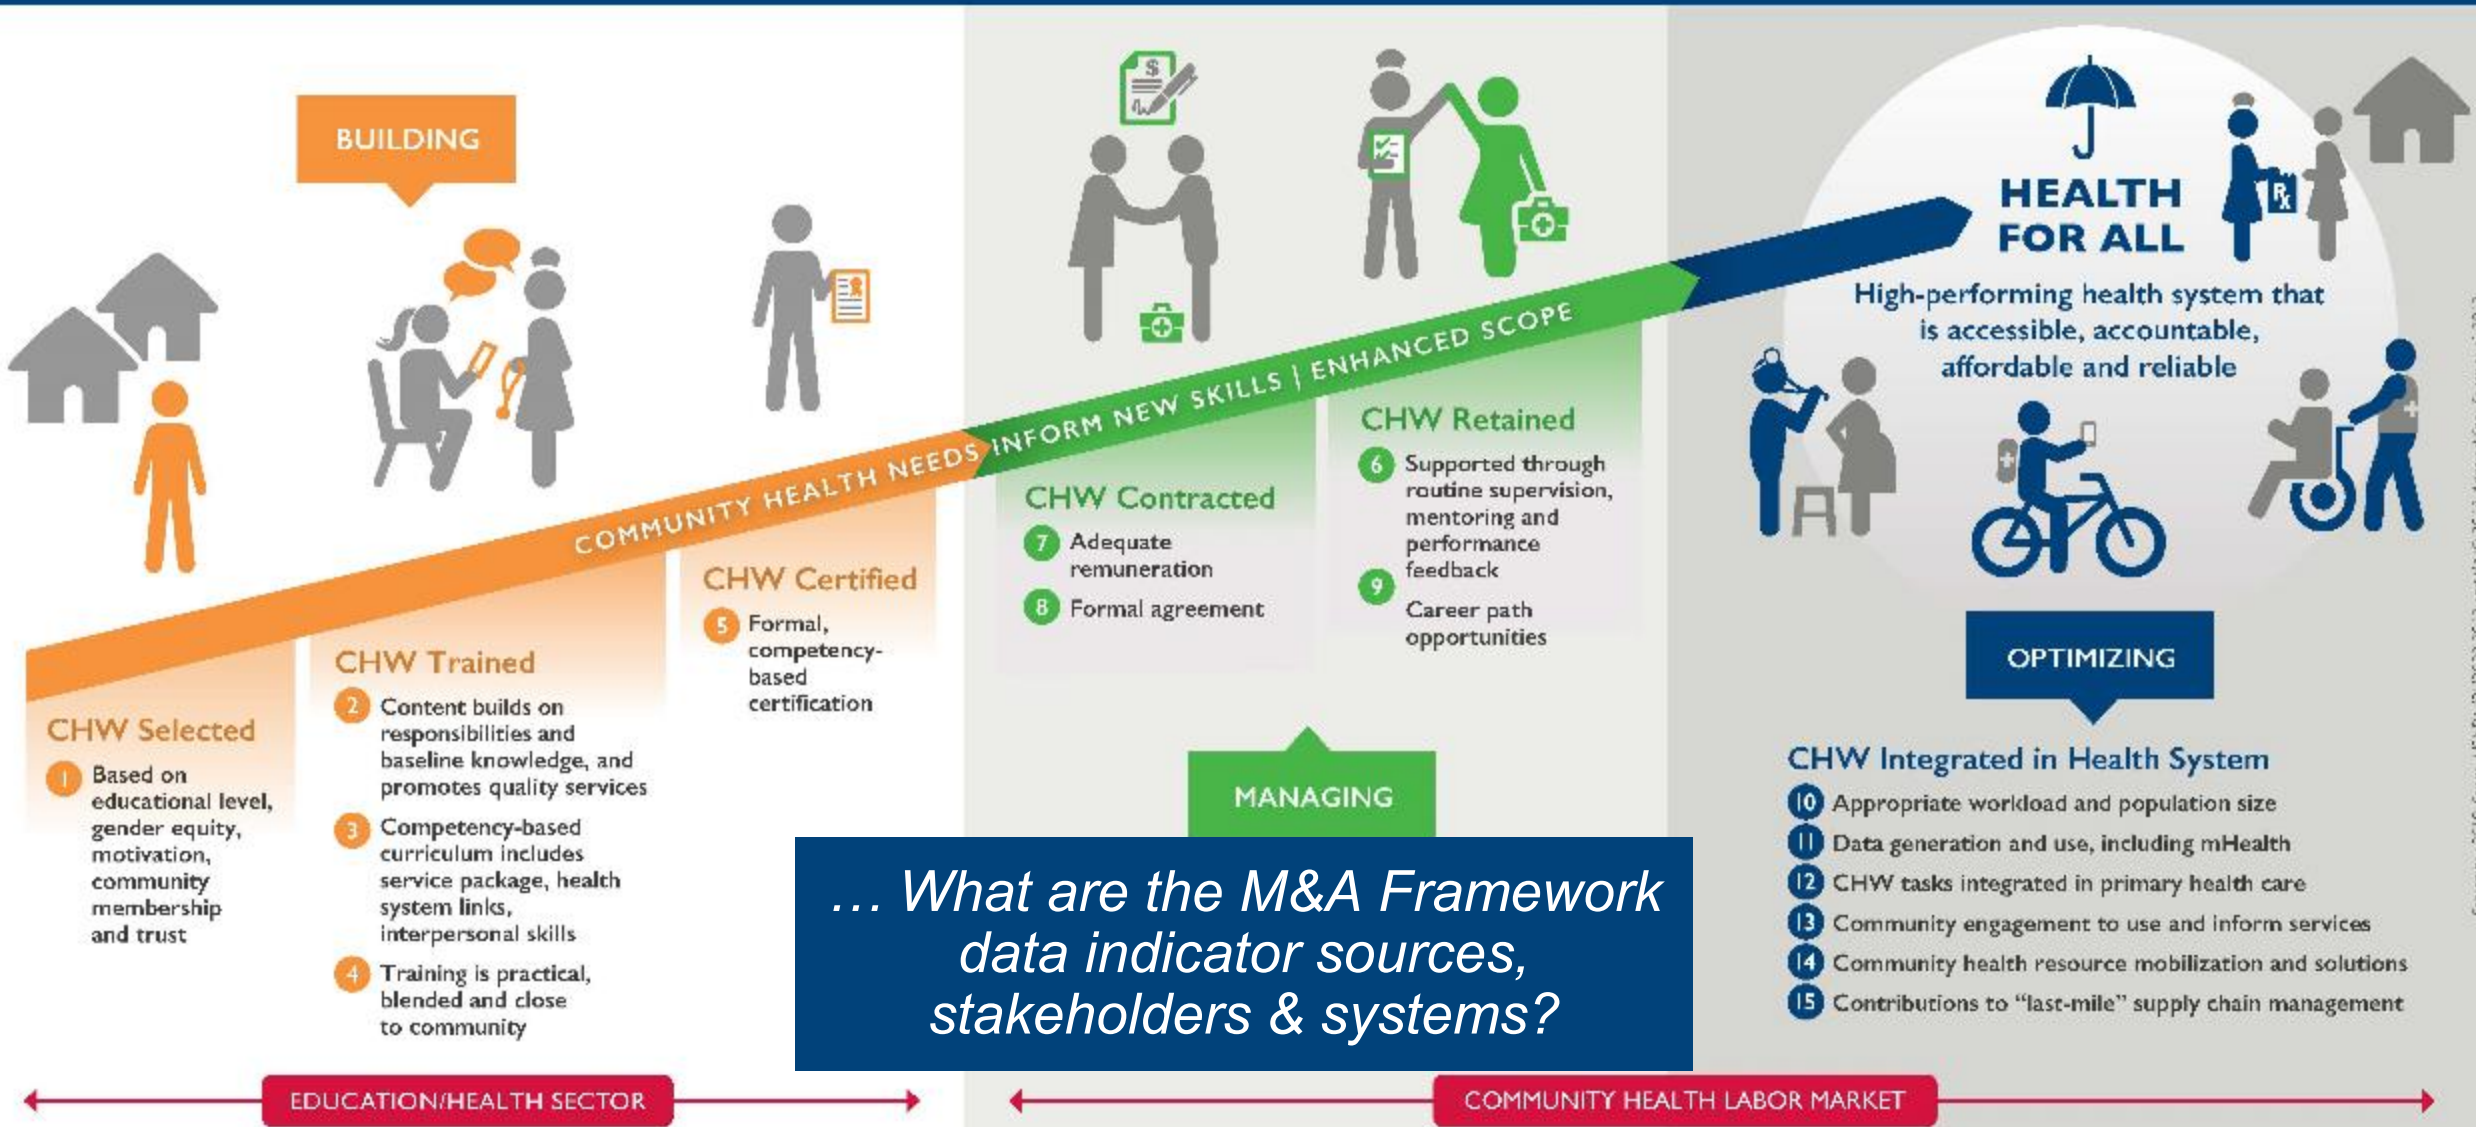 BUILDING
$
Rx
HEALTH
FOR ALL
High-performing health system that
is accessible, accountable,
affordable and reliable
COMMUNITY HEALTH NEEDS INFORM NEW SKILLS | ENHANCED SCOPE
CHW Selected
1 Based on
educational level,
gender equity,
motivation,
community
membership
and trust
CHW Trained
2 Content builds on
responsibilities and
baseline knowledge, and
promotes quality services
3 Competency-based
curriculum includes
service package, health
system links,
interpersonal skills
4 Training is practical,
blended and close
to community
CHW Certified
5 Formal,
competency-
based
certification
CHW Contracted
7 Adequate
remuneration
8 Formal agreement
CHW Retained
6 Supported through
routine supervision,
mentoring and
performance
feedback
9 Career path
opportunities
MANAGING
… What are the M&A Framework
data indicator sources,
stakeholders & systems?
OPTIMIZING
CHW Integrated in Health System
10 Appropriate workload and population size
11 Data generation and use, including mHealth
12 CHW tasks integrated in primary health care
13 Community engagement to use and inform services
14 Community health resource mobilization and solutions
15 Contributions to “last-mile” supply chain management
EDUCATION/HEALTH SECTOR
COMMUNITY HEALTH LABOR MARKET